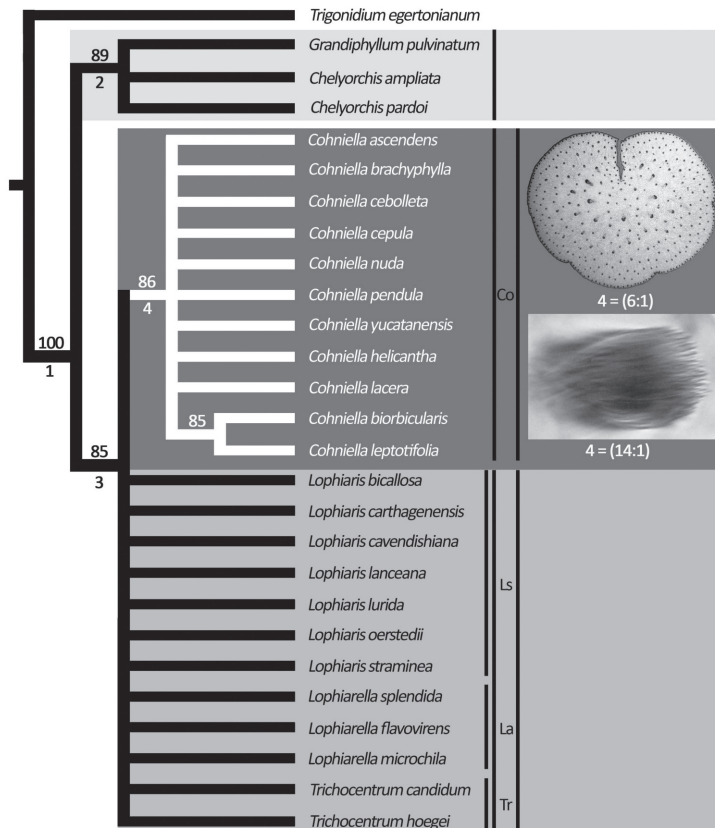 Trigonidium egertonianum
89
2
Grandiphyllum pulvinatum
Chelyorchis ampliata
Chelyorchis pardoi
Cohniella ascendens
Cohniella brachyphylla
Cohniella cebolleta
Cohniella cepula
Cohniella nuda
86
4
Cohniella pendula
Co
4 = (6:1)
Cohniella yucatanensis
100
1
Cohniella helicantha
Cohniella lacera
85
Cohniella biorbicularis
Cohniella leptotifolia
4 = (14:1)
85
3
Lophiaris bicallosa
Lophiaris carthagenensis
Lophiaris cavendishiana
Lophiaris lanceana
Ls
Lophiaris lurida
Lophiaris oerstedii
Lophiaris straminea
Lophiarella splendida
Lophiarella flavovirens
La
Lophiarella microchila
Trichocentrum candidum
Tr
Trichocentrum hoegei